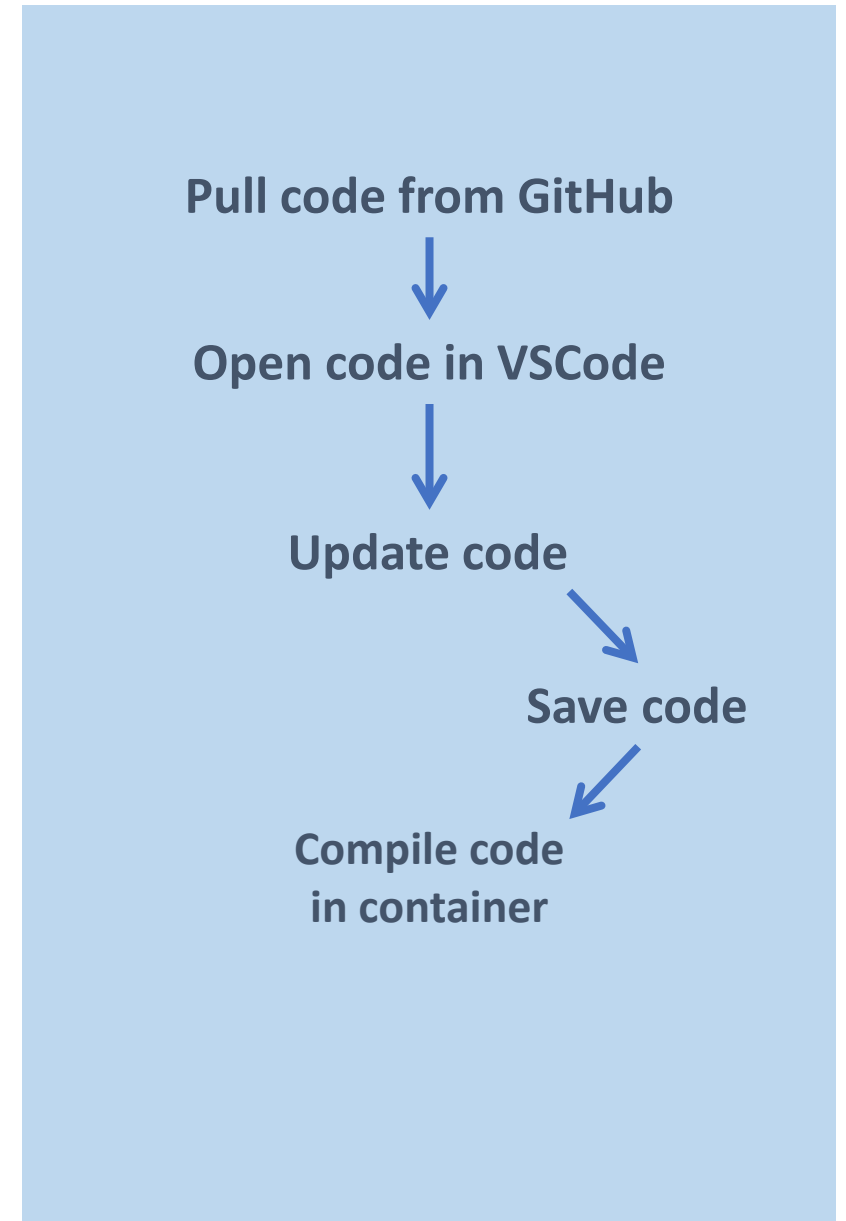 Pull code from GitHub
Open code in VSCode
Update code
Save code
Compile code
in container